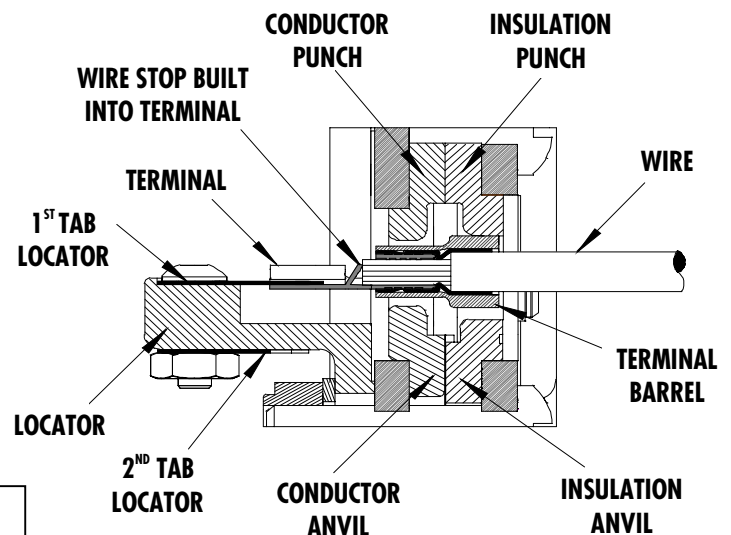 CONDUCTOR
PUNCH
INSULATION
PUNCH
WIRE STOP BUILT
INTO TERMINAL
WIRE
TERMINAL
1ST TAB
LOCATOR
TERMINAL
BARREL
LOCATOR
2ND TAB
LOCATOR
CONDUCTOR
ANVIL
INSULATION
ANVIL